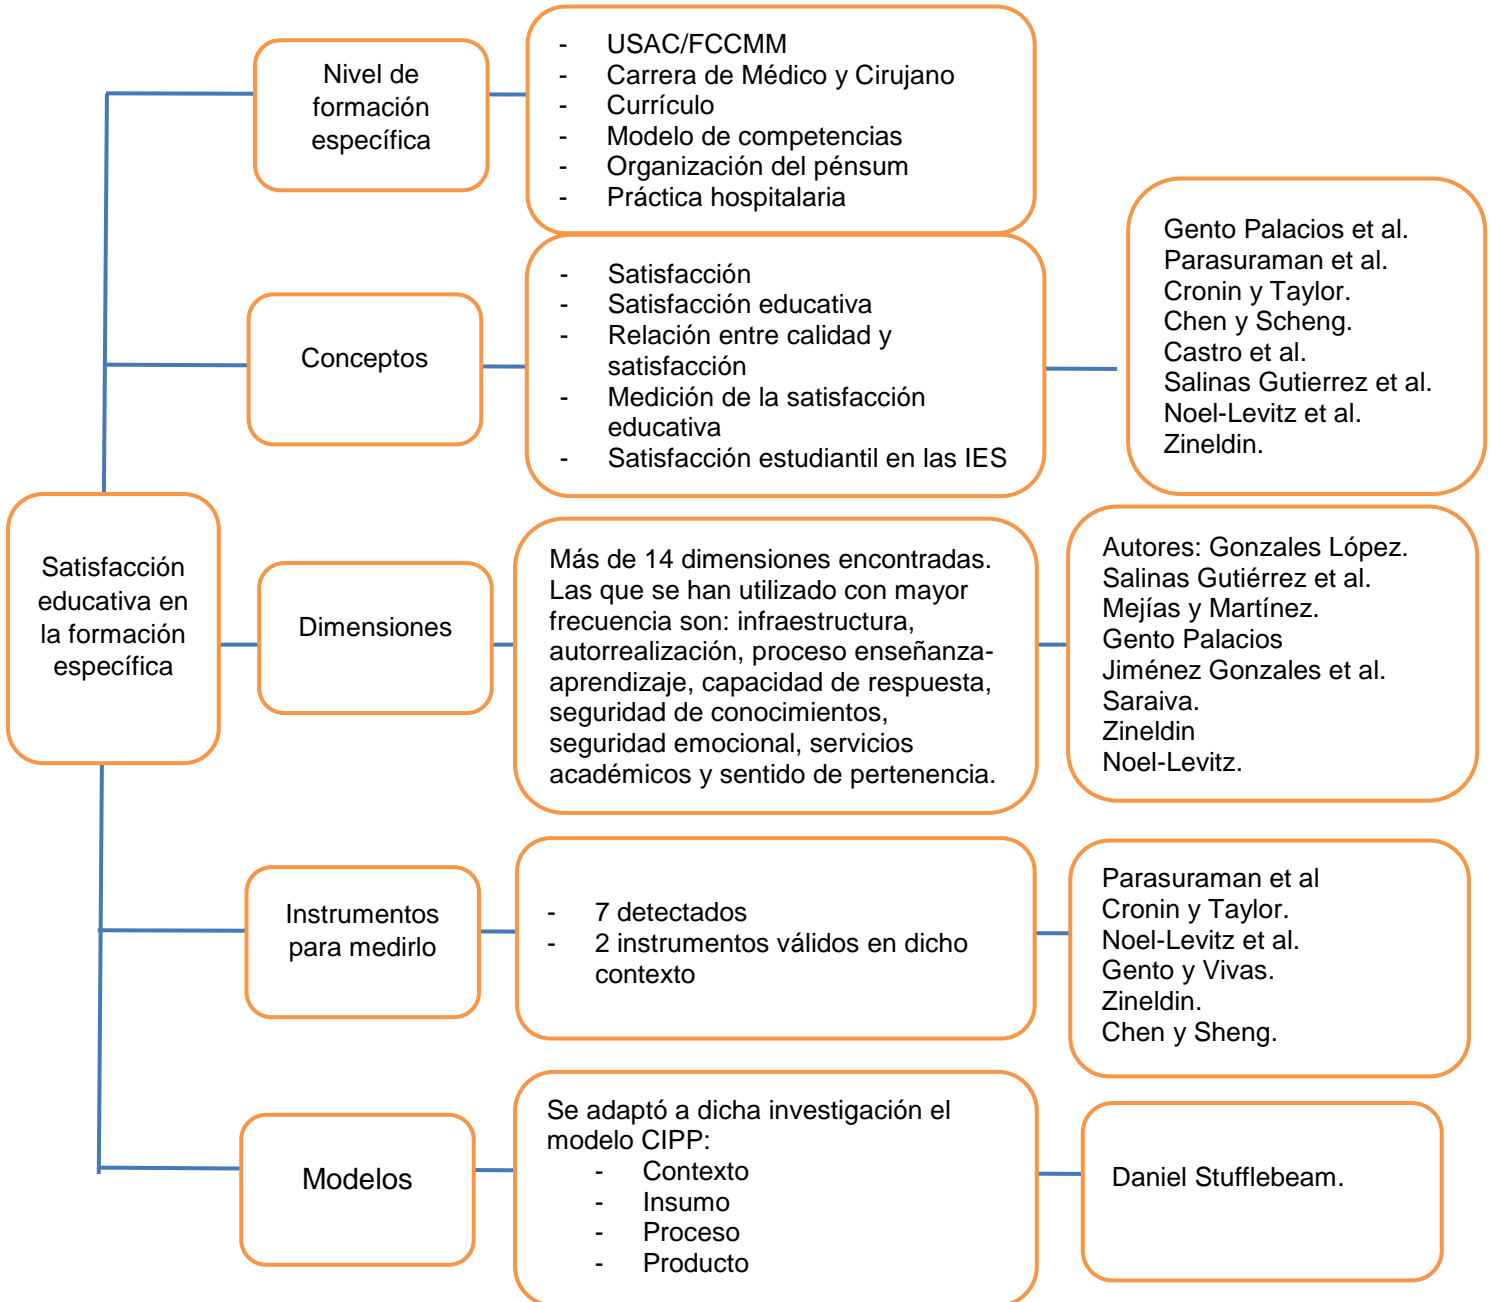 Nivel de
formación
específica
- USAC/FCCMM
- Carrera de Médico y Cirujano
- Currículo
- Modelo de competencias
- Organización del pénsum
- Práctica hospitalaria
Conceptos
- Satisfacción
- Satisfacción educativa
- Relación entre calidad y
satisfacción
- Medición de la satisfacción
educativa
- Satisfacción estudiantil en las IES
Gento Palacios et al.
Parasuraman et al.
Cronin y Taylor.
Chen y Scheng.
Castro et al.
Salinas Gutierrez et al.
Noel-Levitz et al.
Zineldin.
Satisfacción
educativa en
la formación
específica
Dimensiones
Más de 14 dimensiones encontradas.
Las que se han utilizado con mayor
frecuencia son: infraestructura,
autorrealización, proceso enseñanza-
aprendizaje, capacidad de respuesta,
seguridad de conocimientos,
seguridad emocional, servicios
académicos y sentido de pertenencia.
Autores: Gonzales López.
Salinas Gutiérrez et al.
Mejías y Martínez.
Gento Palacios
Jiménez Gonzales et al.
Saraiva.
Zineldin
Noel-Levitz.
Instrumentos
para medirlo
- 7 detectados
- 2 instrumentos válidos en dicho
contexto
Parasuraman et al
Cronin y Taylor.
Noel-Levitz et al.
Gento y Vivas.
Zineldin.
Chen y Sheng.
Modelos
Se adaptó a dicha investigación el
modelo CIPP:
- Contexto
- Insumo
- Proceso
- Producto
Daniel Stufflebeam.